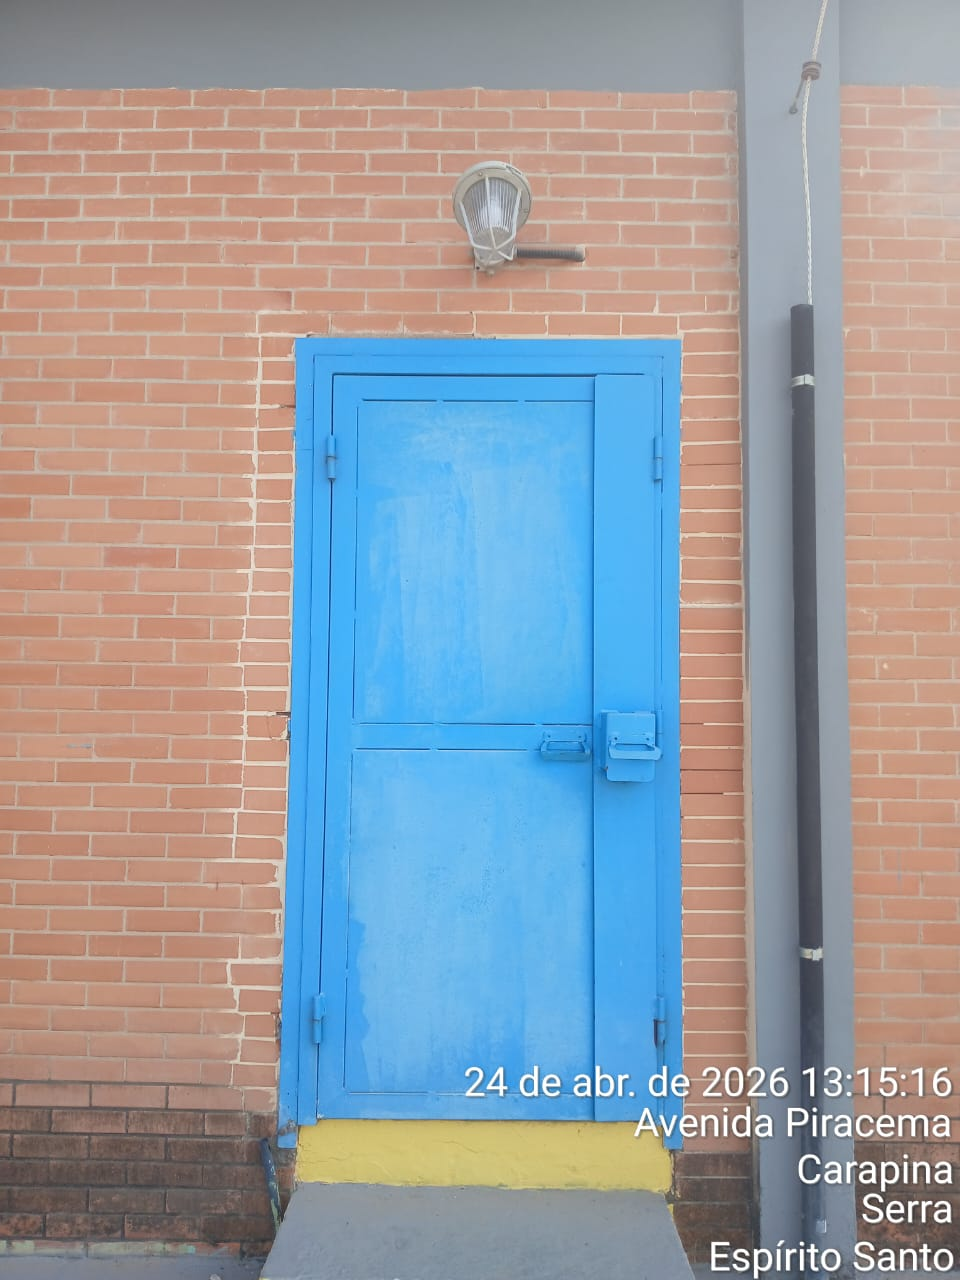 24 de abr. de 2026 13:15:16
Avenida Piracema
Carapina
Serra
Espírito Santo